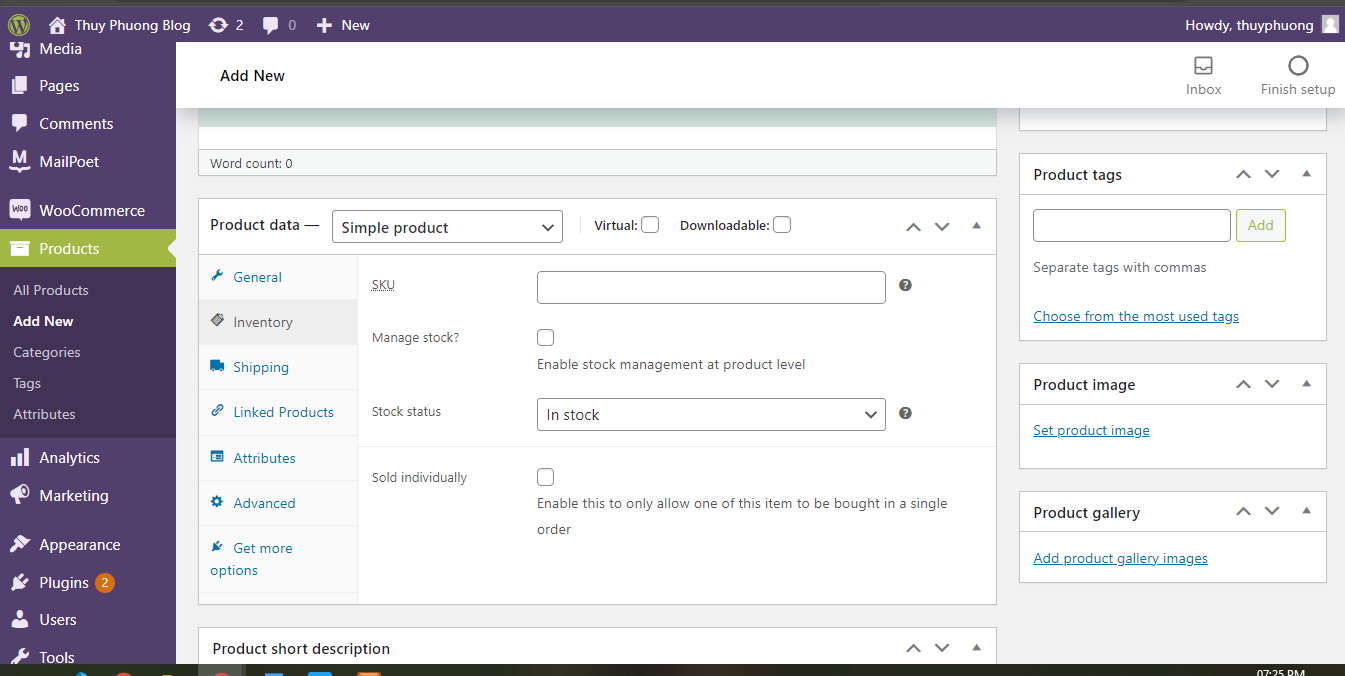 Thuy Phuong Blog 2 0 New Howdy, thuyphuong
Media
Pages
Comments
MailPoet
WooCommerce
Products
All Products
Add New
Categories
Tags
Attributes
Analytics
Marketing
Appearance
Plugins 2
Users
Tools
Add New
Inbox
Finish setup
Word count: 0
Product data —
Simple product
Virtual:
Downloadable:
General
Inventory
Shipping
Linked Products
Attributes
Advanced
Get more
options
SKU
Manage stock?
Enable stock management at product level
Stock status
In stock
Sold individually
Enable this to only allow one of this item to be bought in a single
order
Product short description
Product tags
Add
Separate tags with commas
Choose from the most used tags
Product image
Set product image
Product gallery
Add product gallery images
07:25 PM